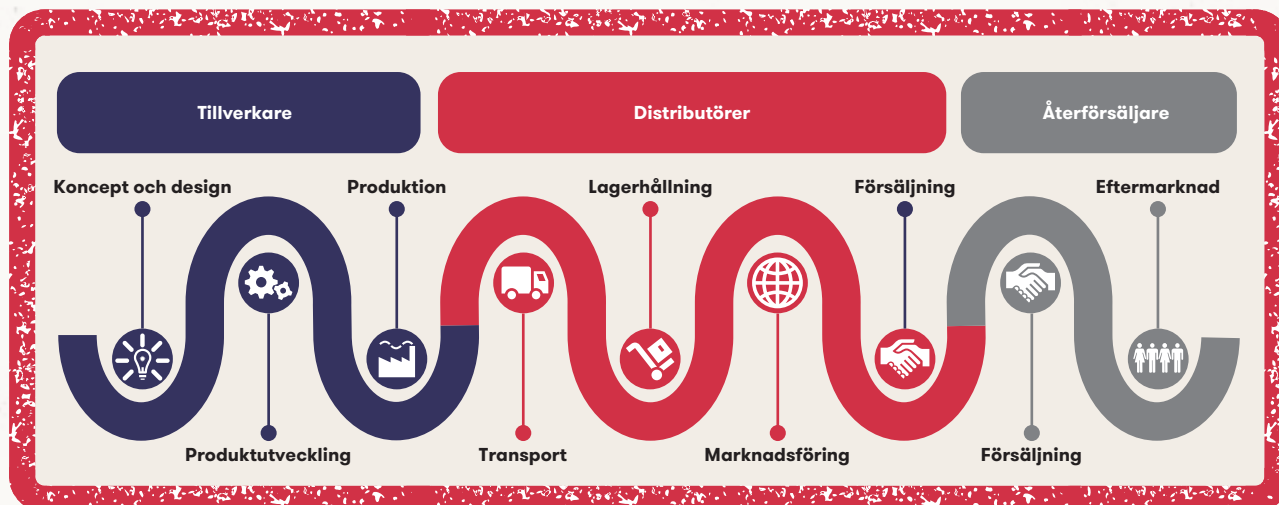 Tillverkare
Distributörer
Återförsäljare
Koncept och design
Produktion
Lagerhållning
Försäljning
Eftermarknad
Produktutveckling
Transport
Marknadsföring
Försäljning